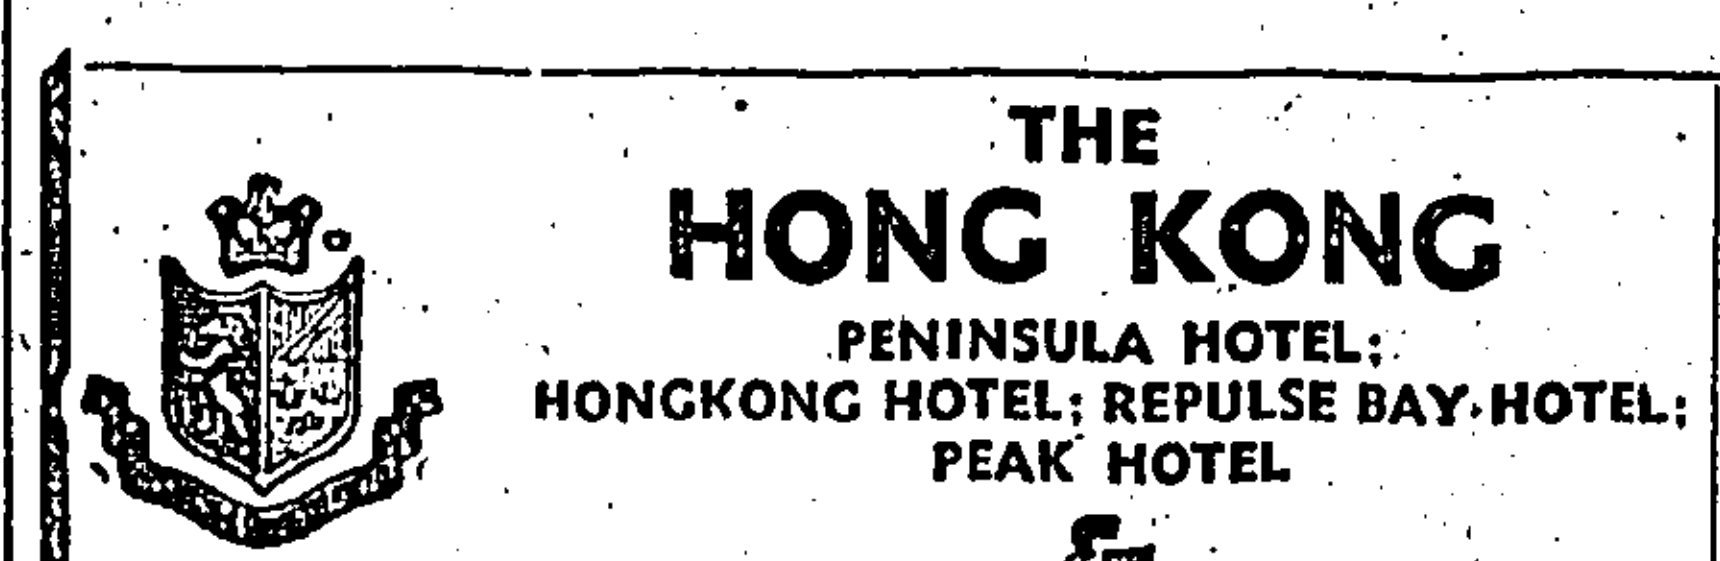 THE
HONG KONG
PENINSULA HOTEL;
HONGKONG HOTEL; REPULSE BAY HOTEL;
PEAK HOTEL
&